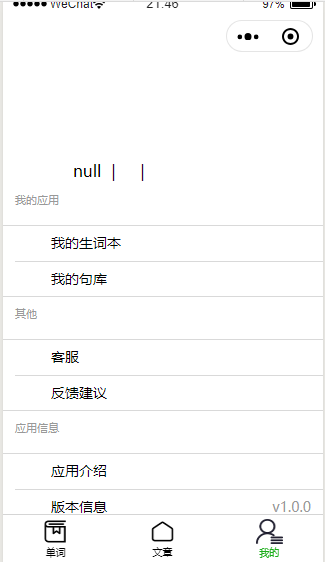 WeChat 21:46 97%
null | |
我的应用
我的生词本
我的句库
其他
客服
反馈建议
应用信息
应用介绍
版本信息 v1.0.0
单词 文章 我的